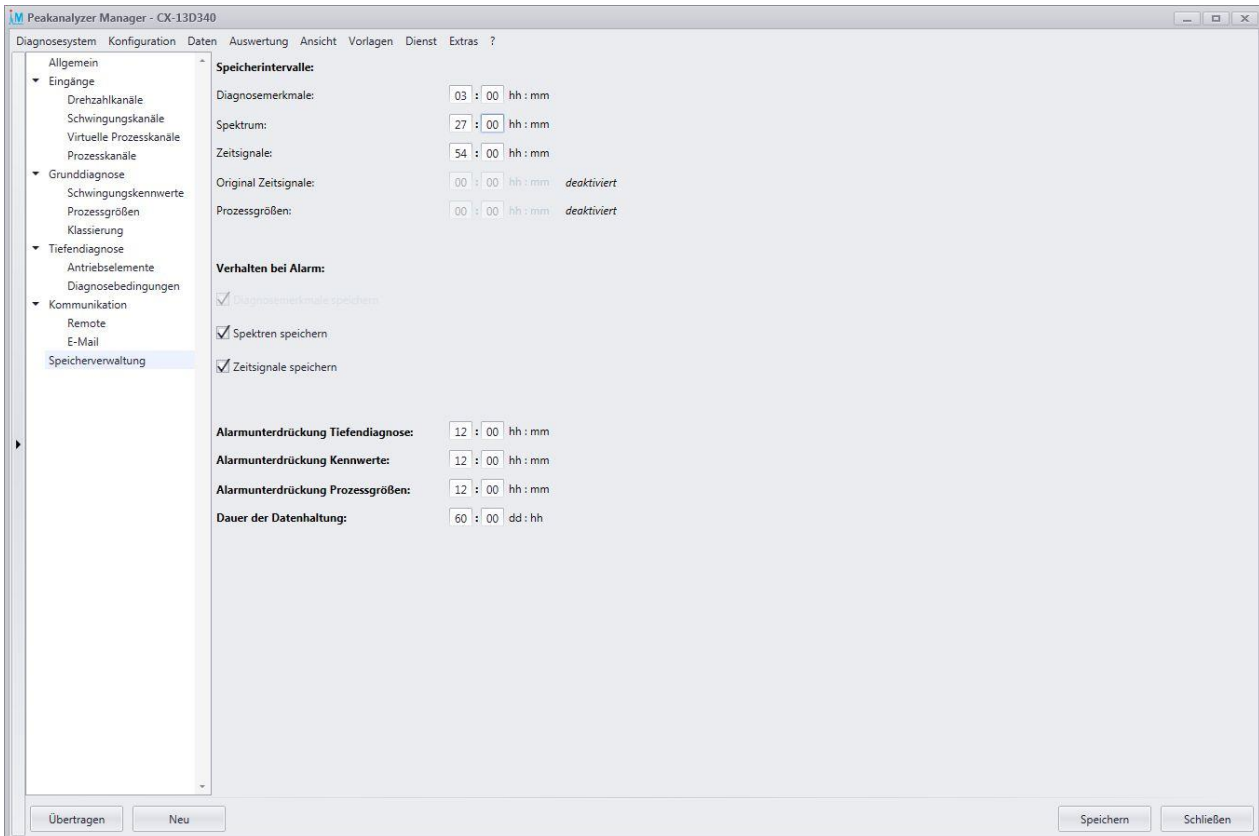 Peakanalyzer Manager - CX-13D340
Diagnosesystem Konfiguration Daten Auswertung Ansicht Vorlagen Dienst Extras ?
Allgemein
Eingänge
Drehzahlkanäle
Schwingungskanäle
Virtuelle Prozesskanäle
Prozesskanäle
Grunddiagnose
Schwingungskennwerte
Prozessgrößen
Klassierung
Tiefendiagnose
Antriebselemente
Diagnosebedingungen
Kommunikation
Remote
E-Mail
Speicherverwaltung
Speicherintervalle:
Diagnosemerkmale: 03 : 00 hh : mm
Spektrum: 27 : 00 hh : mm
Zeitsignale: 54 : 00 hh : mm
Original Zeitsignale: 00 : 00 hh : mm deaktiviert
Prozessgrößen: 00 : 00 hh : mm deaktiviert
Verhalten bei Alarm:
Diagnosemerkmale speichern
Spektren speichern
Zeitsignale speichern
Alarmunterdrückung Tiefendiagnose: 12 : 00 hh : mm
Alarmunterdrückung Kennwerte: 12 : 00 hh : mm
Alarmunterdrückung Prozessgrößen: 12 : 00 hh : mm
Dauer der Datenhaltung: 60 : 00 dd : hh
Übertragen Neu Speichern Schließen